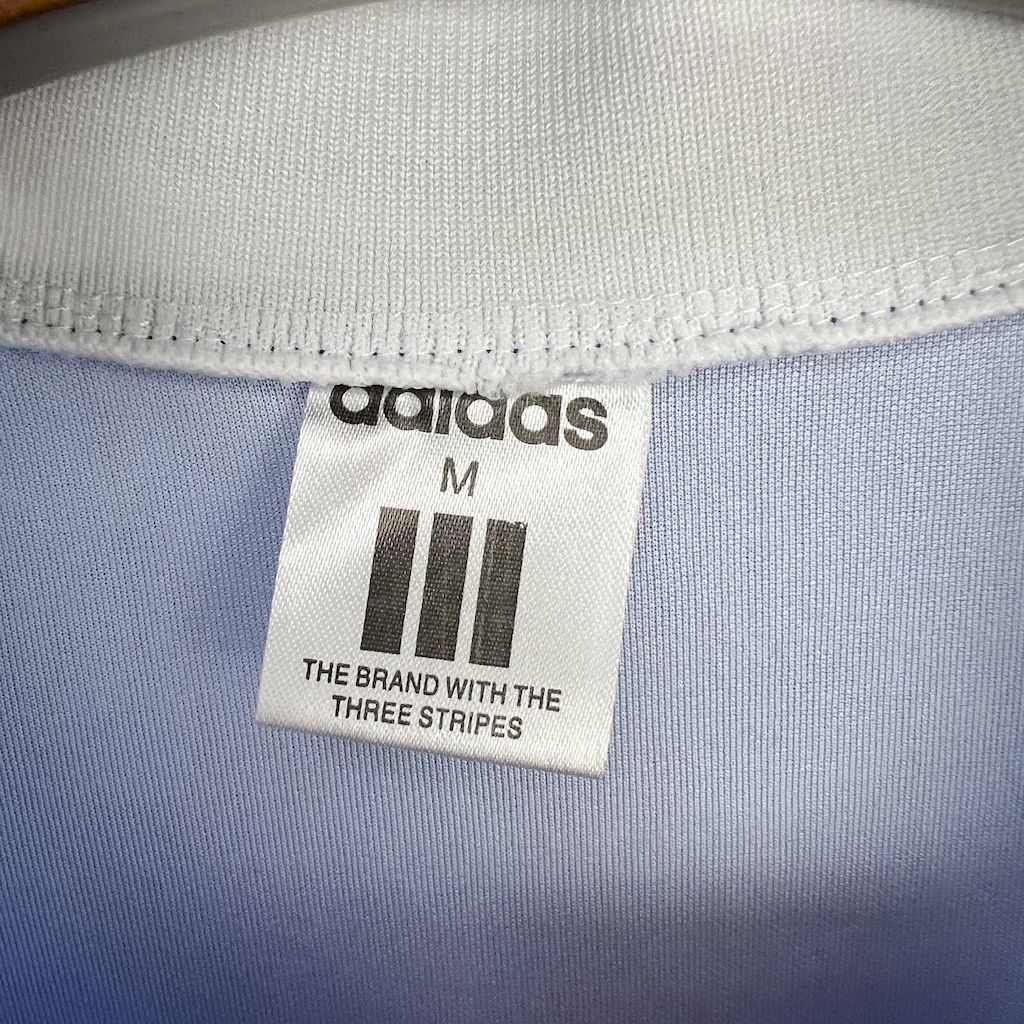 adidas
M
THE BRAND WITH THE
THREE STRIPES